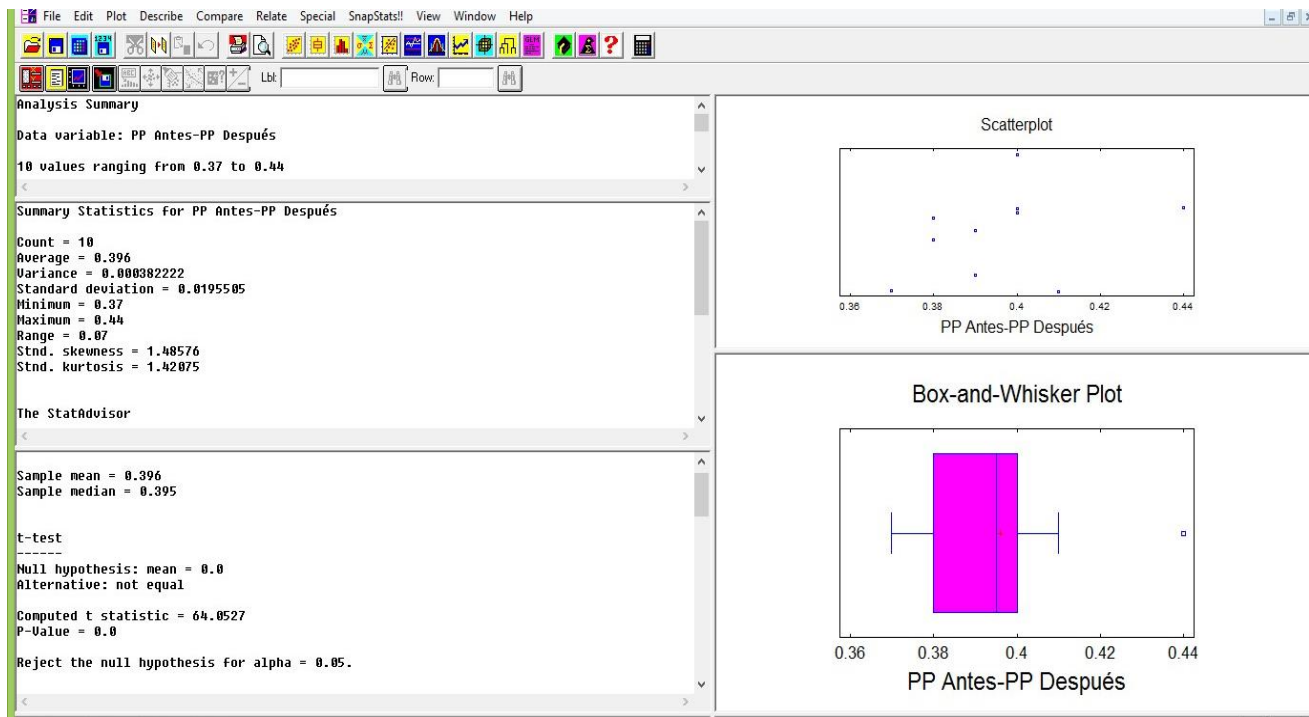 File Edit Plot Describe Compare Relate Special SnapStats!! View Window Help
Lbl: Row:
Analysis Summary
Data variable: PP Antes-PP Después
10 values ranging from 0.37 to 0.44
Summary Statistics for PP Antes-PP Después
Count = 10
Average = 0.396
Variance = 0.000382222
Standard deviation = 0.0195505
Minimum = 0.37
Maximum = 0.44
Range = 0.07
Stnd. skewness = 1.48576
Stnd. kurtosis = 1.42075
The StatAdvisor
Sample mean = 0.396
Sample median = 0.395
t-test
------
Null hypothesis: mean = 0.0
Alternative: not equal
Computed t statistic = 64.0527
P-Value = 0.0
Reject the null hypothesis for alpha = 0.05.
Scatterplot
0.36 0.38 0.4 0.42 0.44
PP Antes-PP Después
Box-and-Whisker Plot
0.36 0.38 0.4 0.42 0.44
PP Antes-PP Después